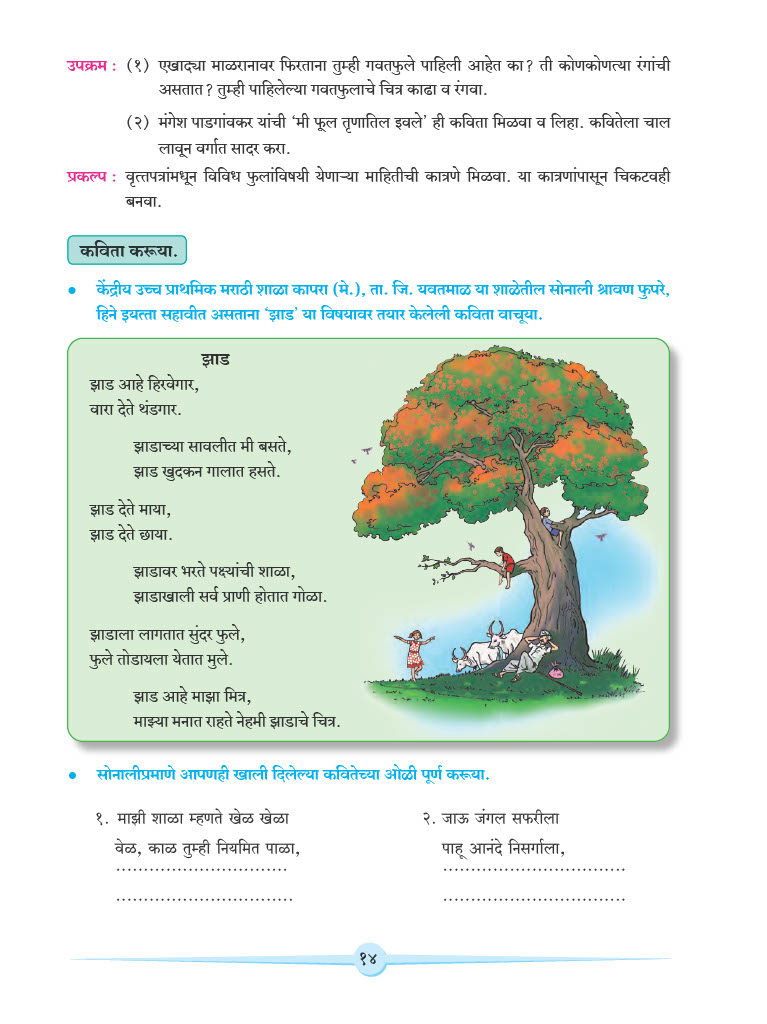 उपक्रम : (१) एखाद्या माळरानावर फिरताना तुम्ही गवतफुले पाहिली आहेत का? ती कोणकोणत्या रंगांची
असतात? तुम्ही पाहिलेल्या गवतफुलाचे चित्र काढा व रंगवा.
(२) मंगेश पाडगांवकर यांची ‘मी फूल तृणातिल इवले’ ही कविता मिळवा व लिहा. कवितेला चाल
लावून वर्गात सादर करा.
प्रकल्प : वृत्तपत्रांमधून विविध फुलांविषयी येणाऱ्या माहितीची कात्रणे मिळवा. या कात्रणांपासून चिकटवही
बनवा.
कविता करूया.
• केंद्रीय उच्च प्राथमिक मराठी शाळा कापरा (मे.), ता. जि. यवतमाळ या शाळेतील सोनाली श्रावण फुपरे,
हिने इयत्ता सहावीत असताना ‘झाड’ या विषयावर तयार केलेली कविता वाचूया.
झाड
झाड आहे हिरवेगार,
वारा देते थंडगार.
झाडाच्या सावलीत मी बसते,
झाड खुदकन गालात हसते.
झाड देते माया,
झाड देते छाया.
झाडावर भरते पक्ष्यांची शाळा,
झाडाखाली सर्व प्राणी होतात गोळा.
झाडाला लागतात सुंदर फुले,
फुले तोडायला येतात मुले.
झाड आहे माझा मित्र,
माझ्या मनात राहते नेहमी झाडाचे चित्र.
• सोनालीप्रमाणे आपणही खाली दिलेल्या कवितेच्या ओळी पूर्ण करूया.
१. माझी शाळा म्हणते खेळ खेळा
वेळ, काळ तुम्ही नियमित पाळा,
...............................
................................
२. जाऊ जंगल सफरीला
पाहू आनंदे निसर्गाला,
.................................
.................................
१४